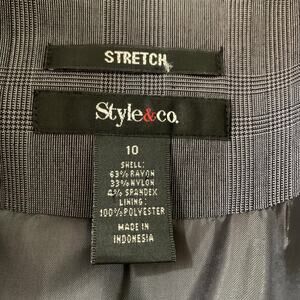 STRETCH
Style&co.
10
SHELL:
63% RAYON
33% NYLON
4% SPANDEX
LINING:
100% POLYESTER
MADE IN
INDONESIA